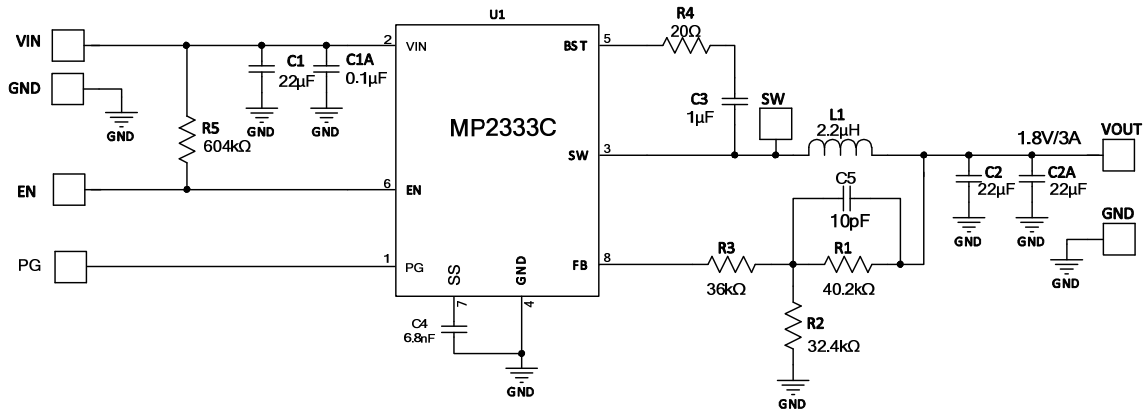 U1
R4
20Ω
VIN
2
VIN
BST
5
C1
22µF
C1A
0.1µF
GND
GND
GND
GND
C3
1µF
SW
R5
604kΩ
MP2333C
L1
2.2µH
1.8V/3A
VOUT
SW
3
C2
22µF
C2A
22µF
EN
6
EN
C5
10pF
GND
GND
GND
GND
PG
1
PG
FB
8
R3
36kΩ
R1
40.2kΩ
SS
GND
7
4
C4
6.8nF
R2
32.4kΩ
GND
GND